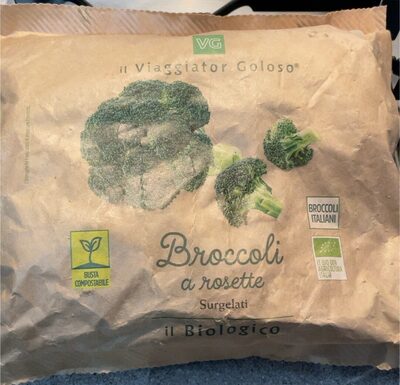 VG
il Viaggiator Goloso®
BROCCOLI
ITALIANI
Broccoli
a rosette
Surgelati
BUSTA
COMPOSTABILE
il Biologico